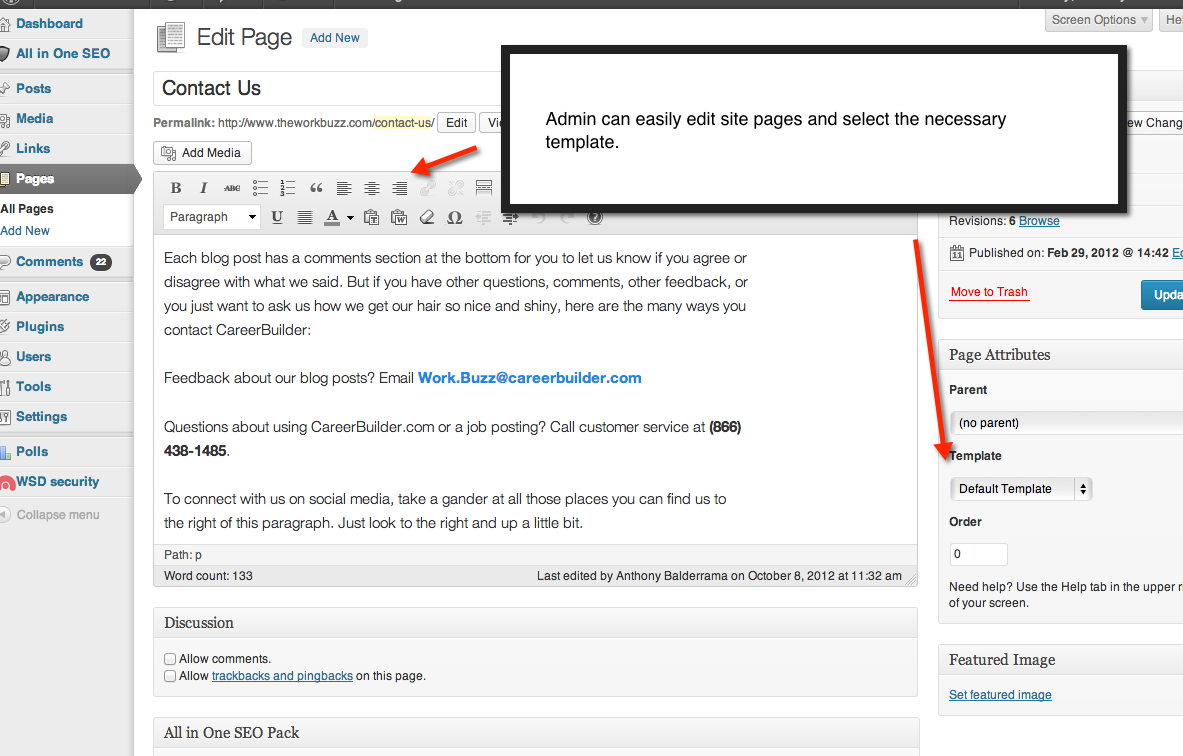 Dashboard
All in One SEO
Posts
Media
Links
Pages
All Pages
Add New
Comments 22
Appearance
Plugins
Users
Tools
Settings
Polls
WSD security
Collapse menu
Screen Options
Edit Page Add New
Contact Us
Permalink: http://www.theworkbuzz.com/contact-us/ Edit
Add Media
Admin can easily edit site pages and select the necessary
template.
B I ABC
Paragraph U A Ω
Each blog post has a comments section at the bottom for you to let us know if you agree or
disagree with what we said. But if you have other questions, comments, other feedback, or
you just want to ask us how we get our hair so nice and shiny, here are the many ways you
contact CareerBuilder:
Feedback about our blog posts? Email Work.Buzz@careerbuilder.com
Questions about using CareerBuilder.com or a job posting? Call customer service at (866)
438-1485.
To connect with us on social media, take a gander at all those places you can find us to
the right of this paragraph. Just look to the right and up a little bit.
Path: p
Word count: 133 Last edited by Anthony Balderrama on October 8, 2012 at 11:32 am
Discussion
Allow comments.
Allow trackbacks and pingbacks on this page.
All in One SEO Pack
ew Chang
Revisions: 6 Browse
Published on: Feb 29, 2012 @ 14:42 Ed
Move to Trash Upda
Page Attributes
Parent
(no parent)
Template
Default Template
Order
0
Need help? Use the Help tab in the upper ri
of your screen.
Featured Image
Set featured image